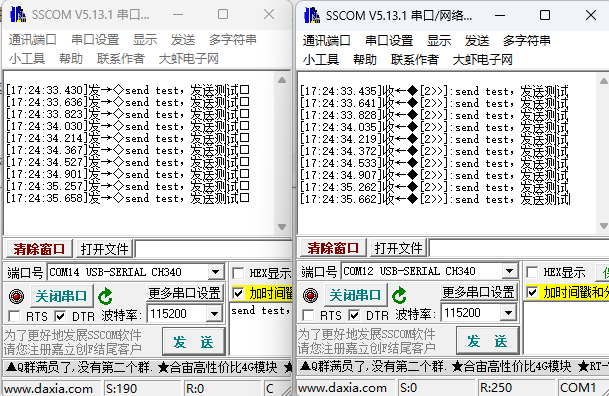 SSCOM V5.13.1 串口...
通讯端口 串口设置 显示 发送 多字符串
小工具 帮助 联系作者 大虾电子网
[17:24:33.430]发→◇send test，发送测试□
[17:24:33.636]发→◇send test，发送测试□
[17:24:33.823]发→◇send test，发送测试□
[17:24:34.030]发→◇send test，发送测试□
[17:24:34.214]发→◇send test，发送测试□
[17:24:34.367]发→◇send test，发送测试□
[17:24:34.527]发→◇send test，发送测试□
[17:24:34.901]发→◇send test，发送测试□
[17:24:35.257]发→◇send test，发送测试□
[17:24:35.658]发→◇send test，发送测试□
清除窗口 打开文件
端口号 COM14 USB-SERIAL CH340 HEX显示
关闭串口 更多串口设置 加时间戳
RTS DTR 波特率: 115200 send test，
为了更好地发展SSCOM软件
请您注册嘉立创F结尾客户
发 送
▲Q群满员了,没有第二个群. ★合宙高性价比4G模块 ★
www.daxia.com S:190 R:0 C
SSCOM V5.13.1 串口/网络...
通讯端口 串口设置 显示 发送 多字符串
小工具 帮助 联系作者 大虾电子网
[17:24:33.435]收←◆[2>>]:send test，发送测试
[17:24:33.641]收←◆[2>>]:send test，发送测试
[17:24:33.828]收←◆[2>>]:send test，发送测试
[17:24:34.035]收←◆[2>>]:send test，发送测试
[17:24:34.219]收←◆[2>>]:send test，发送测试
[17:24:34.372]收←◆[2>>]:send test，发送测试
[17:24:34.533]收←◆[2>>]:send test，发送测试
[17:24:34.907]收←◆[2>>]:send test，发送测试
[17:24:35.262]收←◆[2>>]:send test，发送测试
[17:24:35.662]收←◆[2>>]:send test，发送测试
清除窗口 打开文件
端口号 COM12 USB-SERIAL CH340 HEX显示
关闭串口 更多串口设置 加时间戳和分
RTS DTR 波特率: 115200
为了更好地发展SSCOM软件
请您注册嘉立创F结尾客户
发 送
▲Q群满员了,没有第二个群. ★合宙高性价比4G模块 ★RT-
www.daxia.com S:0 R:250 COM1